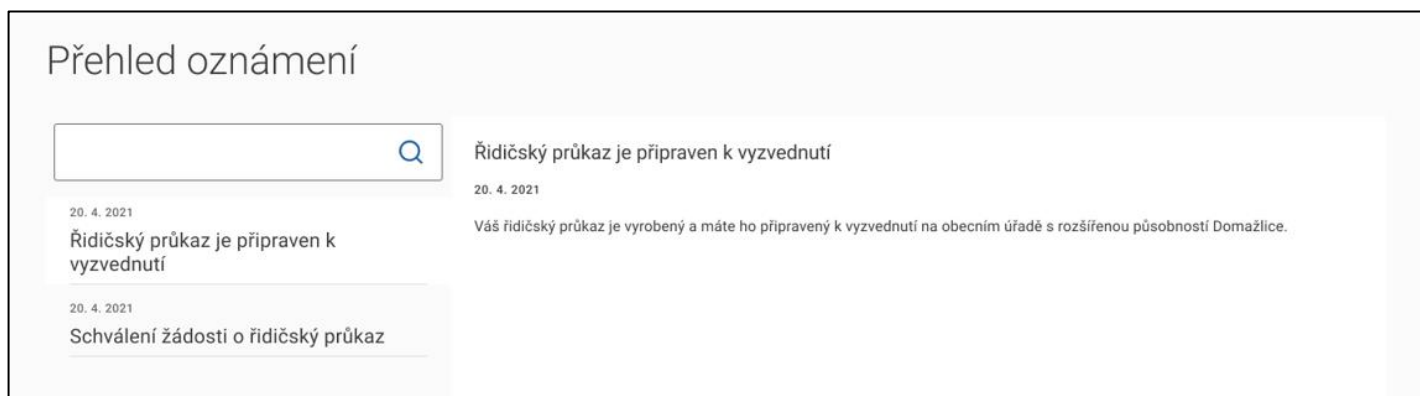 Přehled oznámení
20. 4. 2021
Řidičský průkaz je připraven k
vyzvednutí
20. 4. 2021
Schválení žádosti o řidičský průkaz
Řidičský průkaz je připraven k vyzvednutí
20. 4. 2021
Váš řidičský průkaz je vyrobený a máte ho připravený k vyzvednutí na obecním úřadě s rozšířenou působností Domažlice.